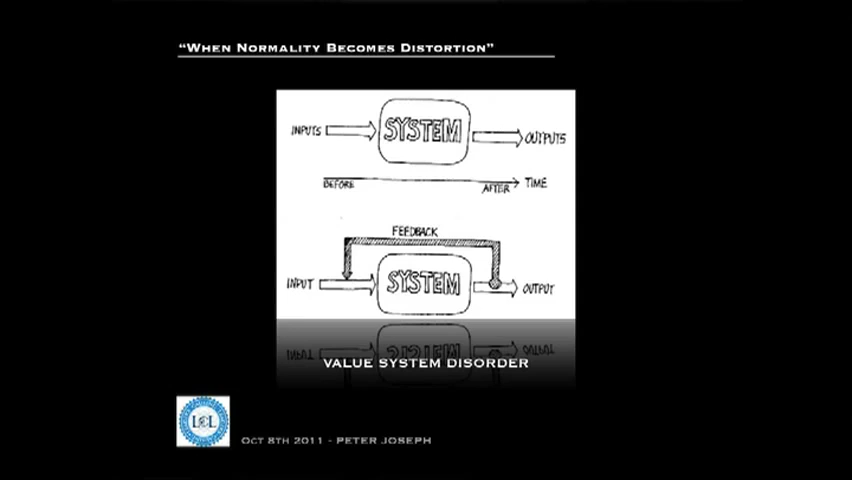 “When Normality Becomes Distortion”
INPUTS SYSTEM OUTPUTS
BEFORE AFTER TIME
FEEDBACK
INPUT SYSTEM OUTPUT
VALUE SYSTEM DISORDER
LCL
Oct 8th 2011 - PETER JOSEPH